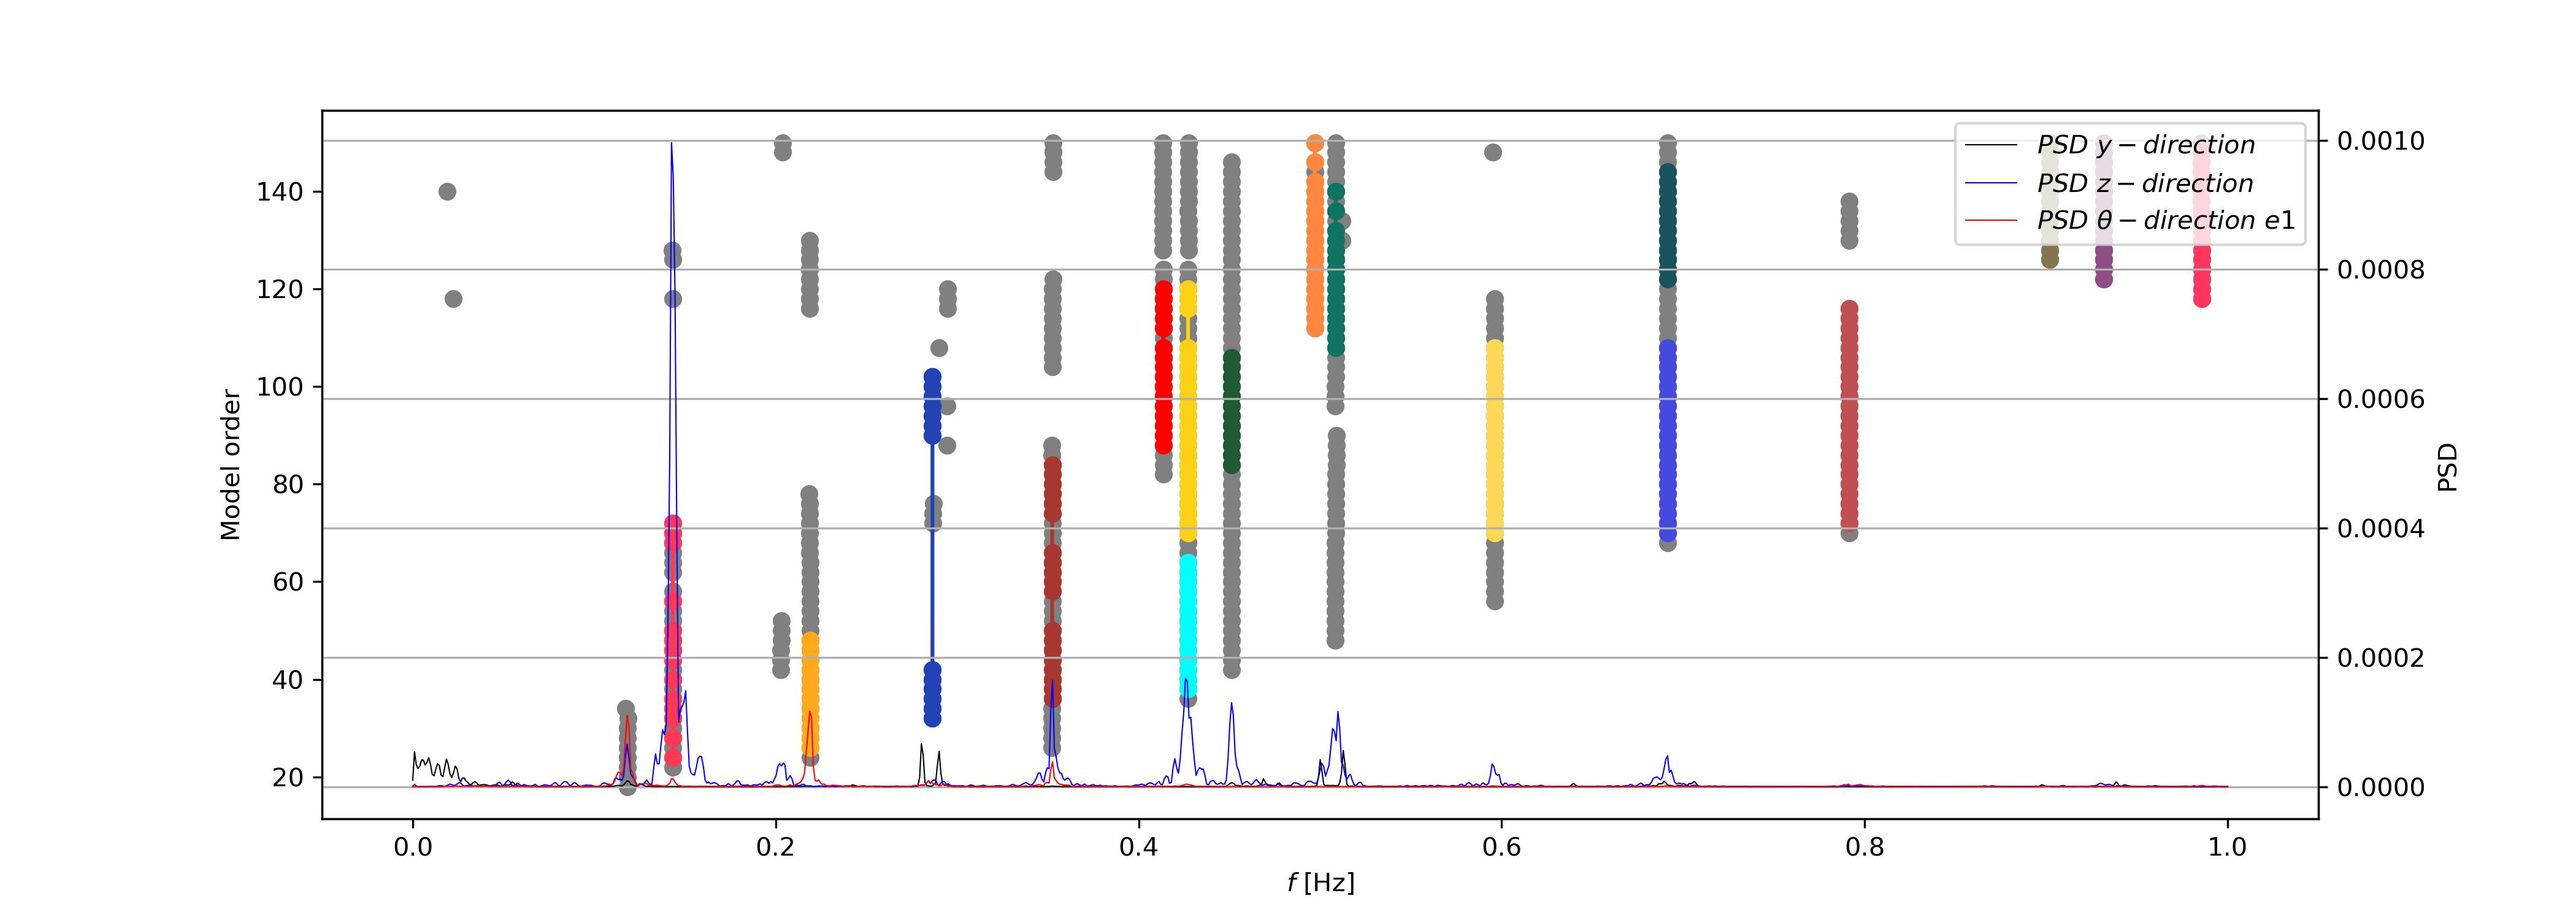 PSD y − direction
PSD z − direction
PSD θ − direction e1
Model order
140
120
100
80
60
40
20
0.0010
0.0008
0.0006
0.0004
0.0002
0.0000
PSD
0.0 0.2 0.4 0.6 0.8 1.0
f [Hz]